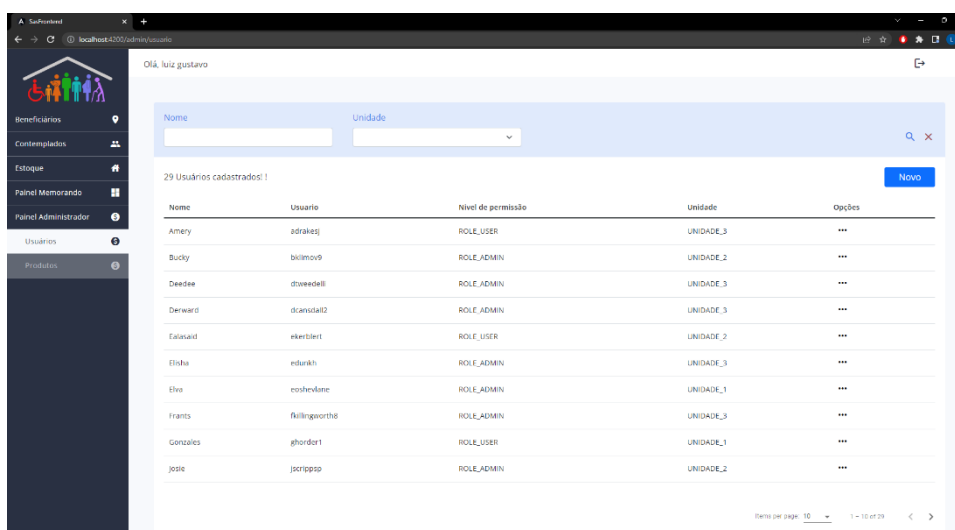 SasFrontend
localhost:4200/admin/usuario
Olá, luiz gustavo
Beneficiários
Contemplados
Estoque
Painel Memorando
Painel Administrador
Usuários
Produtos
Nome Unidade
29 Usuários cadastrados! !
Novo
Nome Usuario Nível de permissão Unidade Opções
Amery adrakesj ROLE_USER UNIDADE_3 •••
Bucky bklimov9 ROLE_ADMIN UNIDADE_2 •••
Deedee dtweedelli ROLE_ADMIN UNIDADE_3 •••
Derward dcansdall2 ROLE_ADMIN UNIDADE_3 •••
Ealasaid ekerblert ROLE_USER UNIDADE_2 •••
Elisha edunkh ROLE_ADMIN UNIDADE_3 •••
Elva eoshevlane ROLE_ADMIN UNIDADE_1 •••
Frants fkillingworth8 ROLE_ADMIN UNIDADE_3 •••
Gonzales ghorder1 ROLE_USER UNIDADE_1 •••
Josie jscrippsp ROLE_ADMIN UNIDADE_2 •••
Items per page: 10 1 – 10 of 29